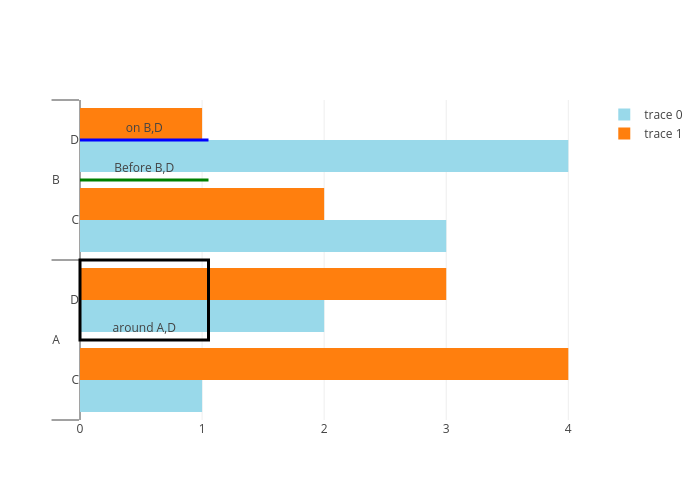 trace 0
trace 1
on B,D
D
Before B,D
B
C
D
around A,D
A
C
0 1 2 3 4